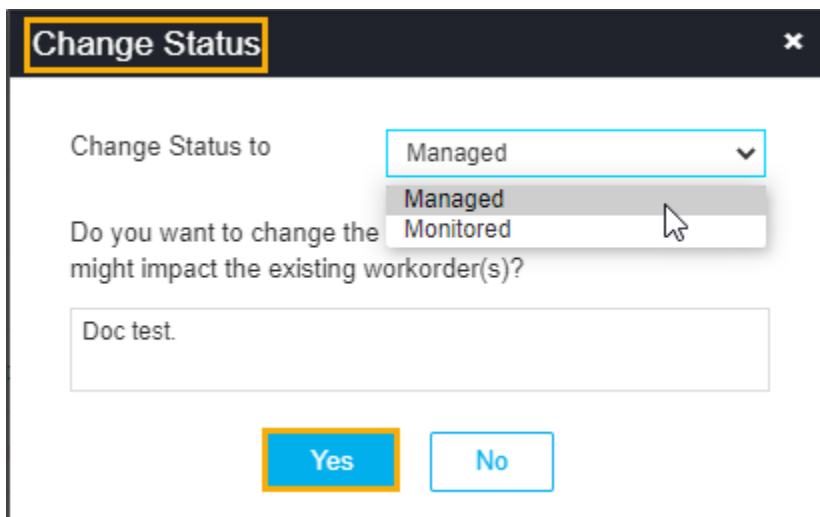 Change Status
Change Status to
Managed
Managed
Monitored
Do you want to change the
might impact the existing workorder(s)?
Doc test.
Yes
No